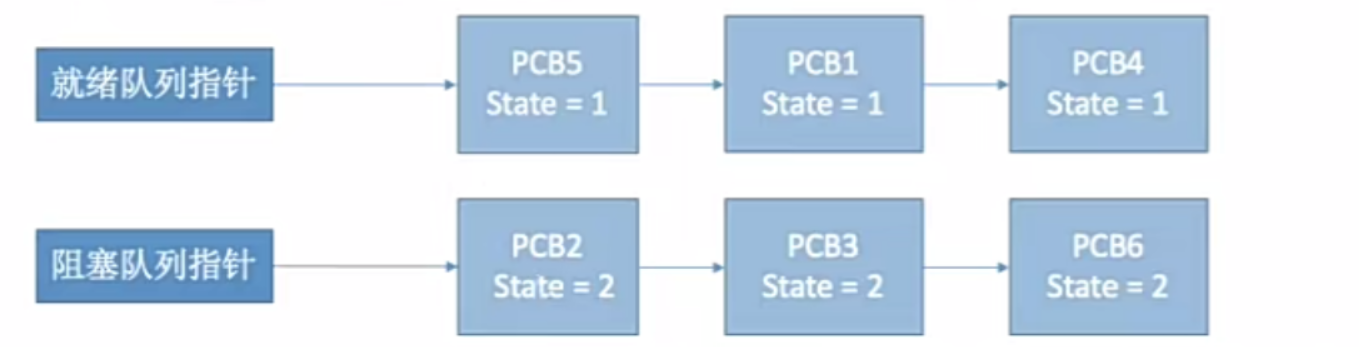 就绪队列指针
PCB5
State = 1
PCB1
State = 1
PCB4
State = 1
阻塞队列指针
PCB2
State = 2
PCB3
State = 2
PCB6
State = 2